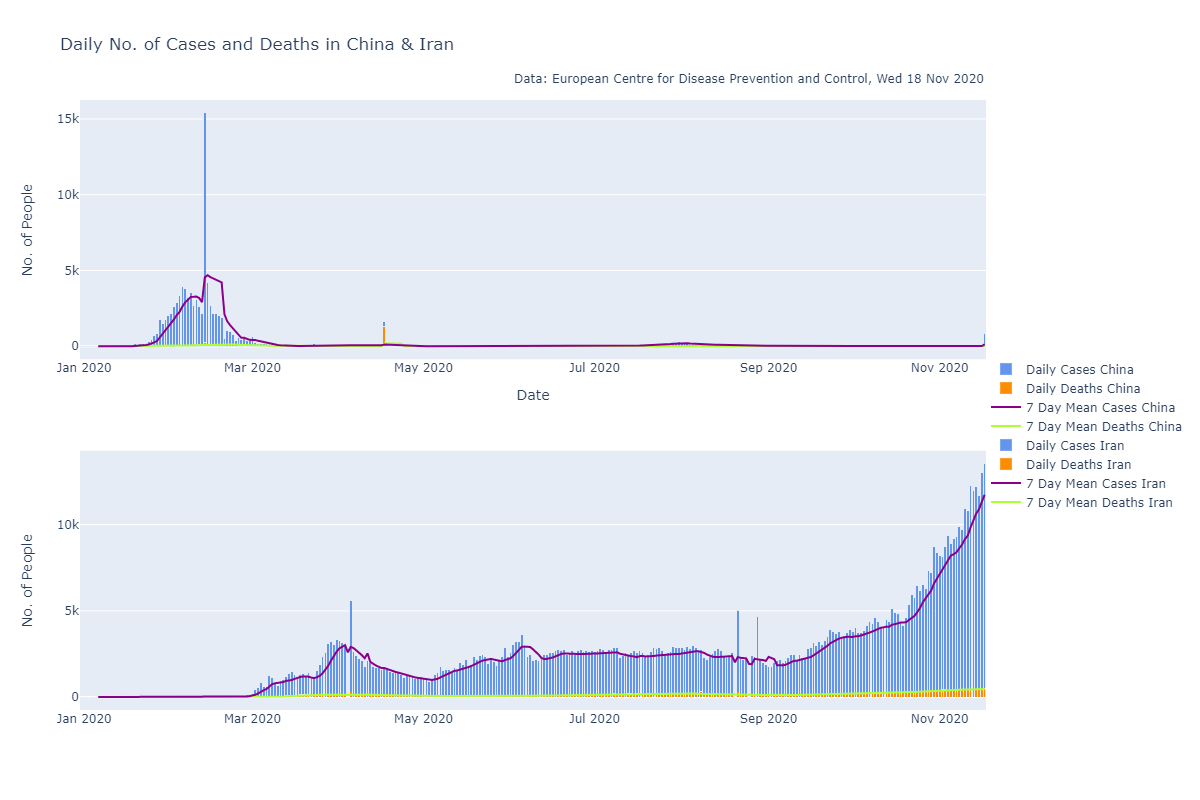 Daily No. of Cases and Deaths in China & Iran
Data: European Centre for Disease Prevention and Control, Wed 18 Nov 2020
15k
10k
5k
0
No. of People
Jan 2020 Mar 2020 May 2020 Jul 2020 Sep 2020 Nov 2020
Date
Daily Cases China
Daily Deaths China
7 Day Mean Cases China
7 Day Mean Deaths China
Daily Cases Iran
Daily Deaths Iran
7 Day Mean Cases Iran
7 Day Mean Deaths Iran
10k
5k
0
No. of People
Jan 2020 Mar 2020 May 2020 Jul 2020 Sep 2020 Nov 2020